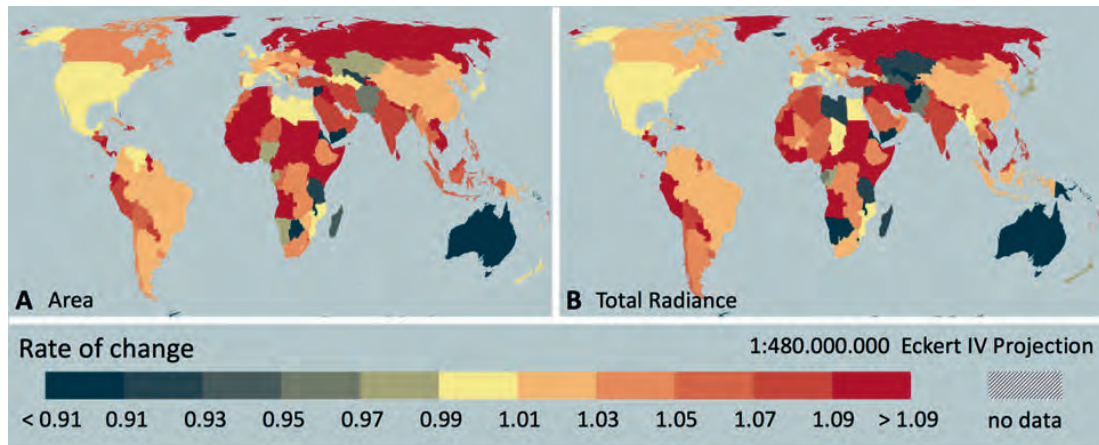 A Area
B Total Radiance
Rate of change
1:480.000.000 Eckert IV Projection
< 0.91 0.91 0.93 0.95 0.97 0.99 1.01 1.03 1.05 1.07 1.09 > 1.09
no data